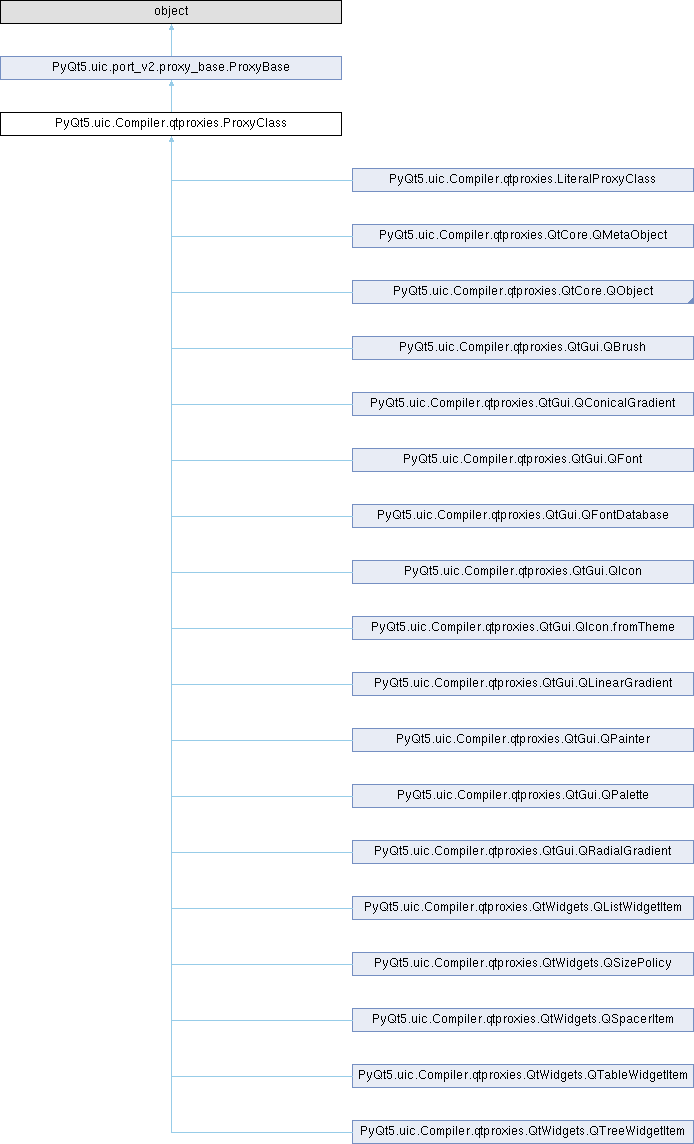 object
PyQt5.uic.port_v2.proxy_base.ProxyBase
PyQt5.uic.Compiler.qtproxies.ProxyClass
PyQt5.uic.Compiler.qtproxies.LiteralProxyClass
PyQt5.uic.Compiler.qtproxies.QtCore.QMetaObject
PyQt5.uic.Compiler.qtproxies.QtCore.QObject
PyQt5.uic.Compiler.qtproxies.QtGui.QBrush
PyQt5.uic.Compiler.qtproxies.QtGui.QConicalGradient
PyQt5.uic.Compiler.qtproxies.QtGui.QFont
PyQt5.uic.Compiler.qtproxies.QtGui.QFontDatabase
PyQt5.uic.Compiler.qtproxies.QtGui.QIcon
PyQt5.uic.Compiler.qtproxies.QtGui.QIcon.fromTheme
PyQt5.uic.Compiler.qtproxies.QtGui.QLinearGradient
PyQt5.uic.Compiler.qtproxies.QtGui.QPainter
PyQt5.uic.Compiler.qtproxies.QtGui.QPalette
PyQt5.uic.Compiler.qtproxies.QtGui.QRadialGradient
PyQt5.uic.Compiler.qtproxies.QtWidgets.QListWidgetItem
PyQt5.uic.Compiler.qtproxies.QtWidgets.QSizePolicy
PyQt5.uic.Compiler.qtproxies.QtWidgets.QSpacerItem
PyQt5.uic.Compiler.qtproxies.QtWidgets.QTableWidgetItem
PyQt5.uic.Compiler.qtproxies.QtWidgets.QTreeWidgetItem